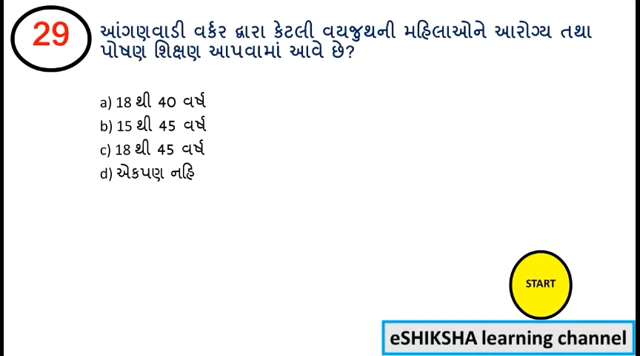 29
આંગણવાડી વર્કર દ્વારા કેટલી વયજુથની મહિલાઓને આરોગ્ય તથા
પોષણ શિક્ષણ આપવામાં આવે છે?
a) 18 થી 40 વર્ષ
b) 15 થી 45 વર્ષ
c) 18 થી 45 વર્ષ
d) એકપણ નહિ
START
eSHIKSHA learning channel